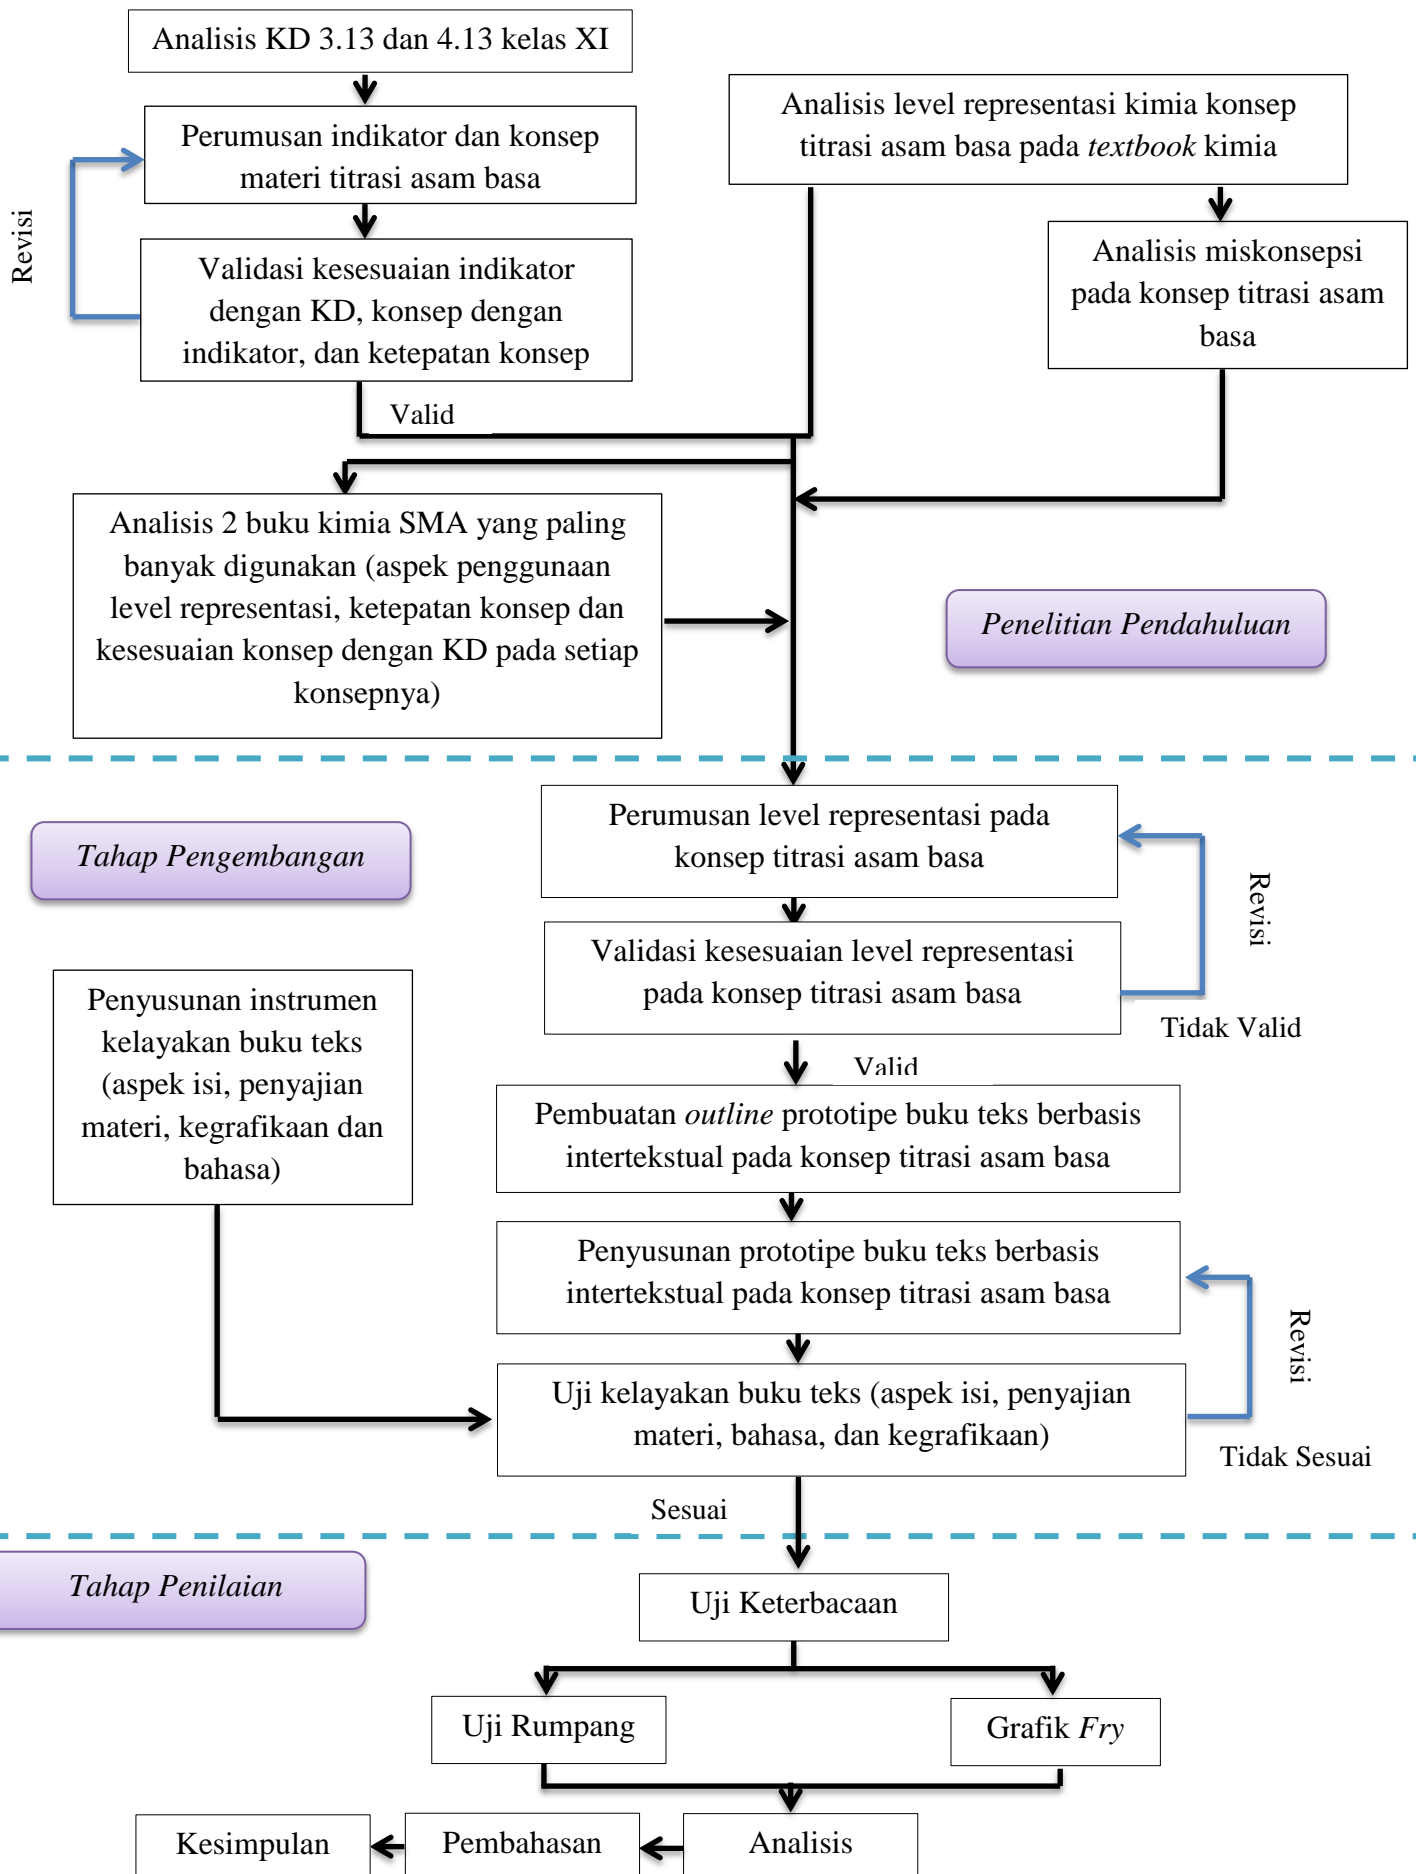 Analisis KD 3.13 dan 4.13 kelas XI
Perumusan indikator dan konsep
materi titrasi asam basa
Revisi
Validasi kesesuaian indikator
dengan KD, konsep dengan
indikator, dan ketepatan konsep
Valid
Analisis level representasi kimia konsep
titrasi asam basa pada textbook kimia
Analisis miskonsepsi
pada konsep titrasi asam
basa
Analisis 2 buku kimia SMA yang paling
banyak digunakan (aspek penggunaan
level representasi, ketepatan konsep dan
kesesuaian konsep dengan KD pada setiap
konsepnya)
Penelitian Pendahuluan
Tahap Pengembangan
Perumusan level representasi pada
konsep titrasi asam basa
Revisi
Validasi kesesuaian level representasi
pada konsep titrasi asam basa
Tidak Valid
Valid
Penyusunan instrumen
kelayakan buku teks
(aspek isi, penyajian
materi, kegrafikaan dan
bahasa)
Pembuatan outline prototipe buku teks berbasis
intertekstual pada konsep titrasi asam basa
Penyusunan prototipe buku teks berbasis
intertekstual pada konsep titrasi asam basa
Revisi
Uji kelayakan buku teks (aspek isi, penyajian
materi, bahasa, dan kegrafikaan)
Tidak Sesuai
Sesuai
Tahap Penilaian
Uji Keterbacaan
Uji Rumpang
Grafik Fry
Kesimpulan
Pembahasan
Analisis